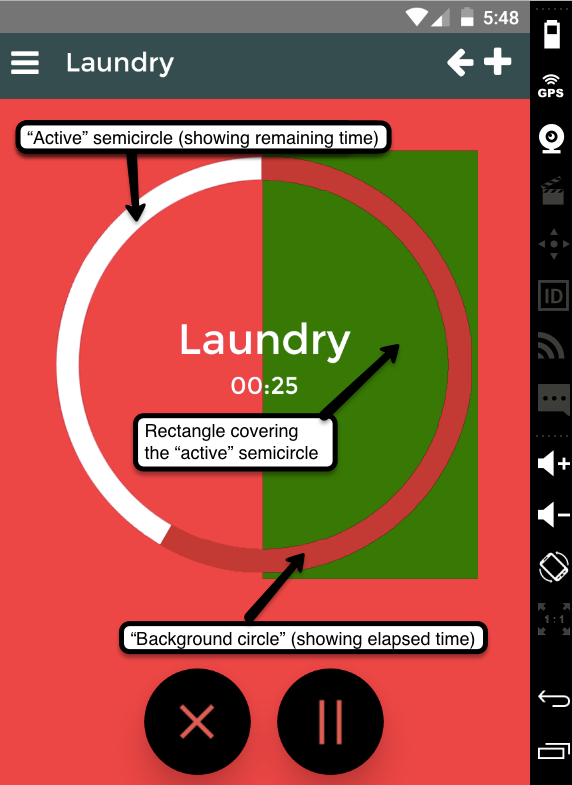 5:48
Laundry
GPS
“Active” semicircle (showing remaining time)
ID
Laundry
00:25
Rectangle covering
the “active” semicircle
“Background circle” (showing elapsed time)
1:1